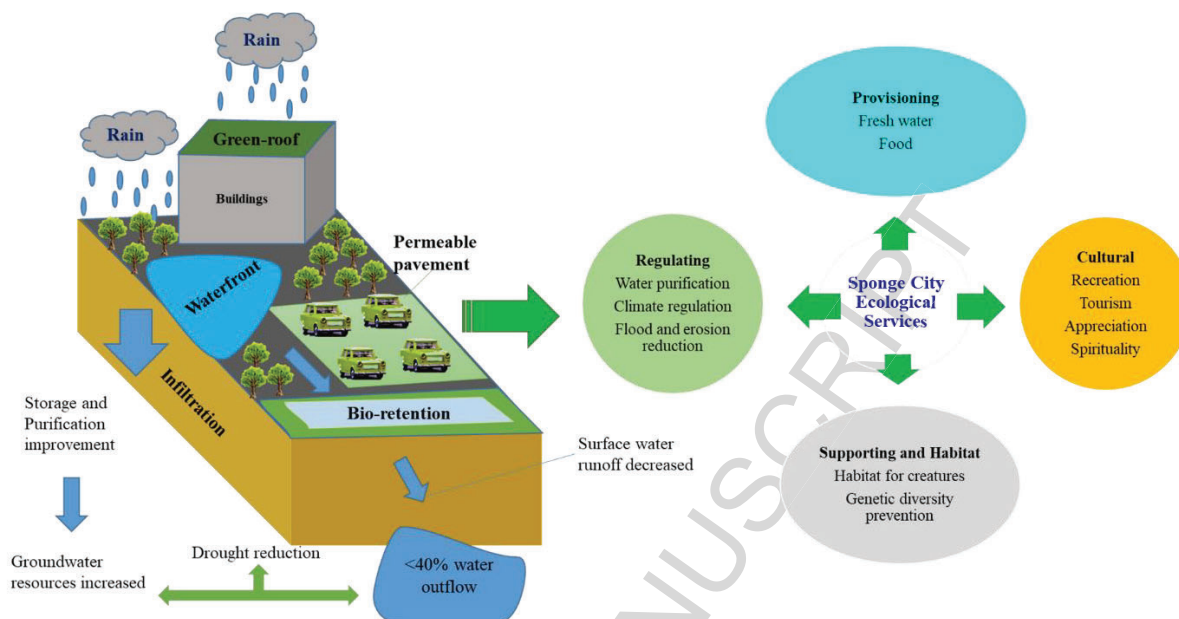 Rain
Rain
Green-roof
Buildings
Permeable
pavement
Waterfront
Infiltration
Bio-retention
Storage and
Purification
improvement
Surface water
runoff decreased
Groundwater
resources increased
Drought reduction
<40% water
outflow
Provisioning
Fresh water
Food
Regulating
Water purification
Climate regulation
Flood and erosion
reduction
Sponge City
Ecological
Services
Cultural
Recreation
Tourism
Appreciation
Spirituality
Supporting and Habitat
Habitat for creatures
Genetic diversity
prevention
NUSCRIPT